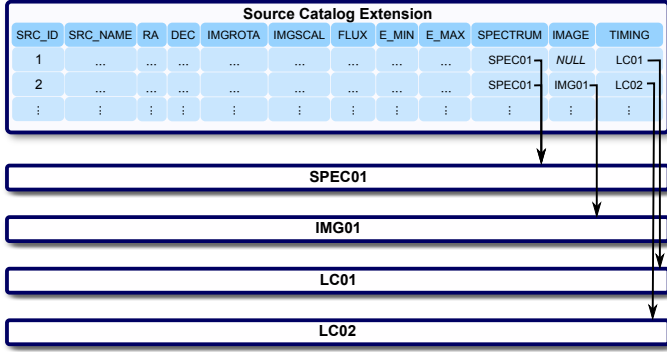 Source Catalog Extension
SRC_ID SRC_NAME RA DEC IMGROTA IMGSCAL FLUX E_MIN E_MAX SPECTRUM IMAGE TIMING
1 ... ... ... ... ... ... ... ... SPEC01 NULL LC01
2 ... ... ... ... ... ... ... ... SPEC01 IMG01 LC02
⋮ ⋮ ⋮ ⋮ ⋮ ⋮ ⋮ ⋮ ⋮ ⋮ ⋮ ⋮
SPEC01
IMG01
LC01
LC02